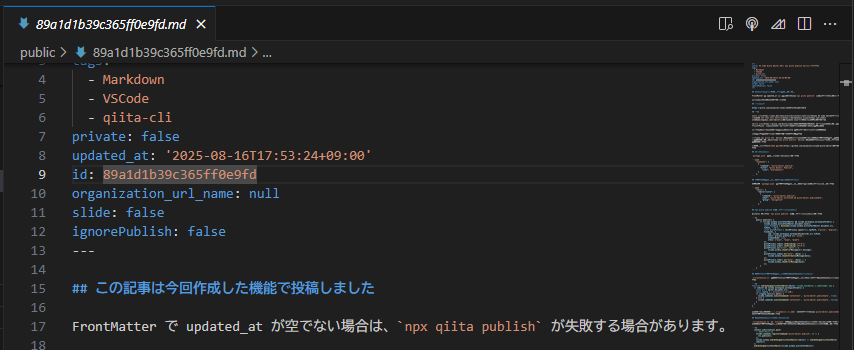 89a1d1b39c365ff0e9fd.md
public > 89a1d1b39c365ff0e9fd.md > ...
4 - Markdown
5 - VSCode
6 - qiita-cli
7 private: false
8 updated_at: '2025-08-16T17:53:24+09:00'
9 id: 89a1d1b39c365ff0e9fd
10 organization_url_name: null
11 slide: false
12 ignorePublish: false
13 ---
14
15 ## この記事は今回作成した機能で投稿しました
16
17 FrontMatter で updated_at が空でない場合は、`npx qiita publish` が失敗する場合があります。
18